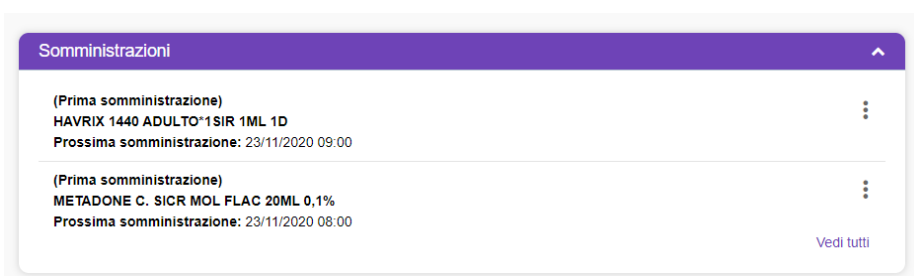 Somministrazioni
(Prima somministrazione)
HAVRIX 1440 ADULTO*1SIR 1ML 1D
Prossima somministrazione: 23/11/2020 09:00
(Prima somministrazione)
METADONE C. SICR MOL FLAC 20ML 0,1%
Prossima somministrazione: 23/11/2020 08:00
Vedi tutti